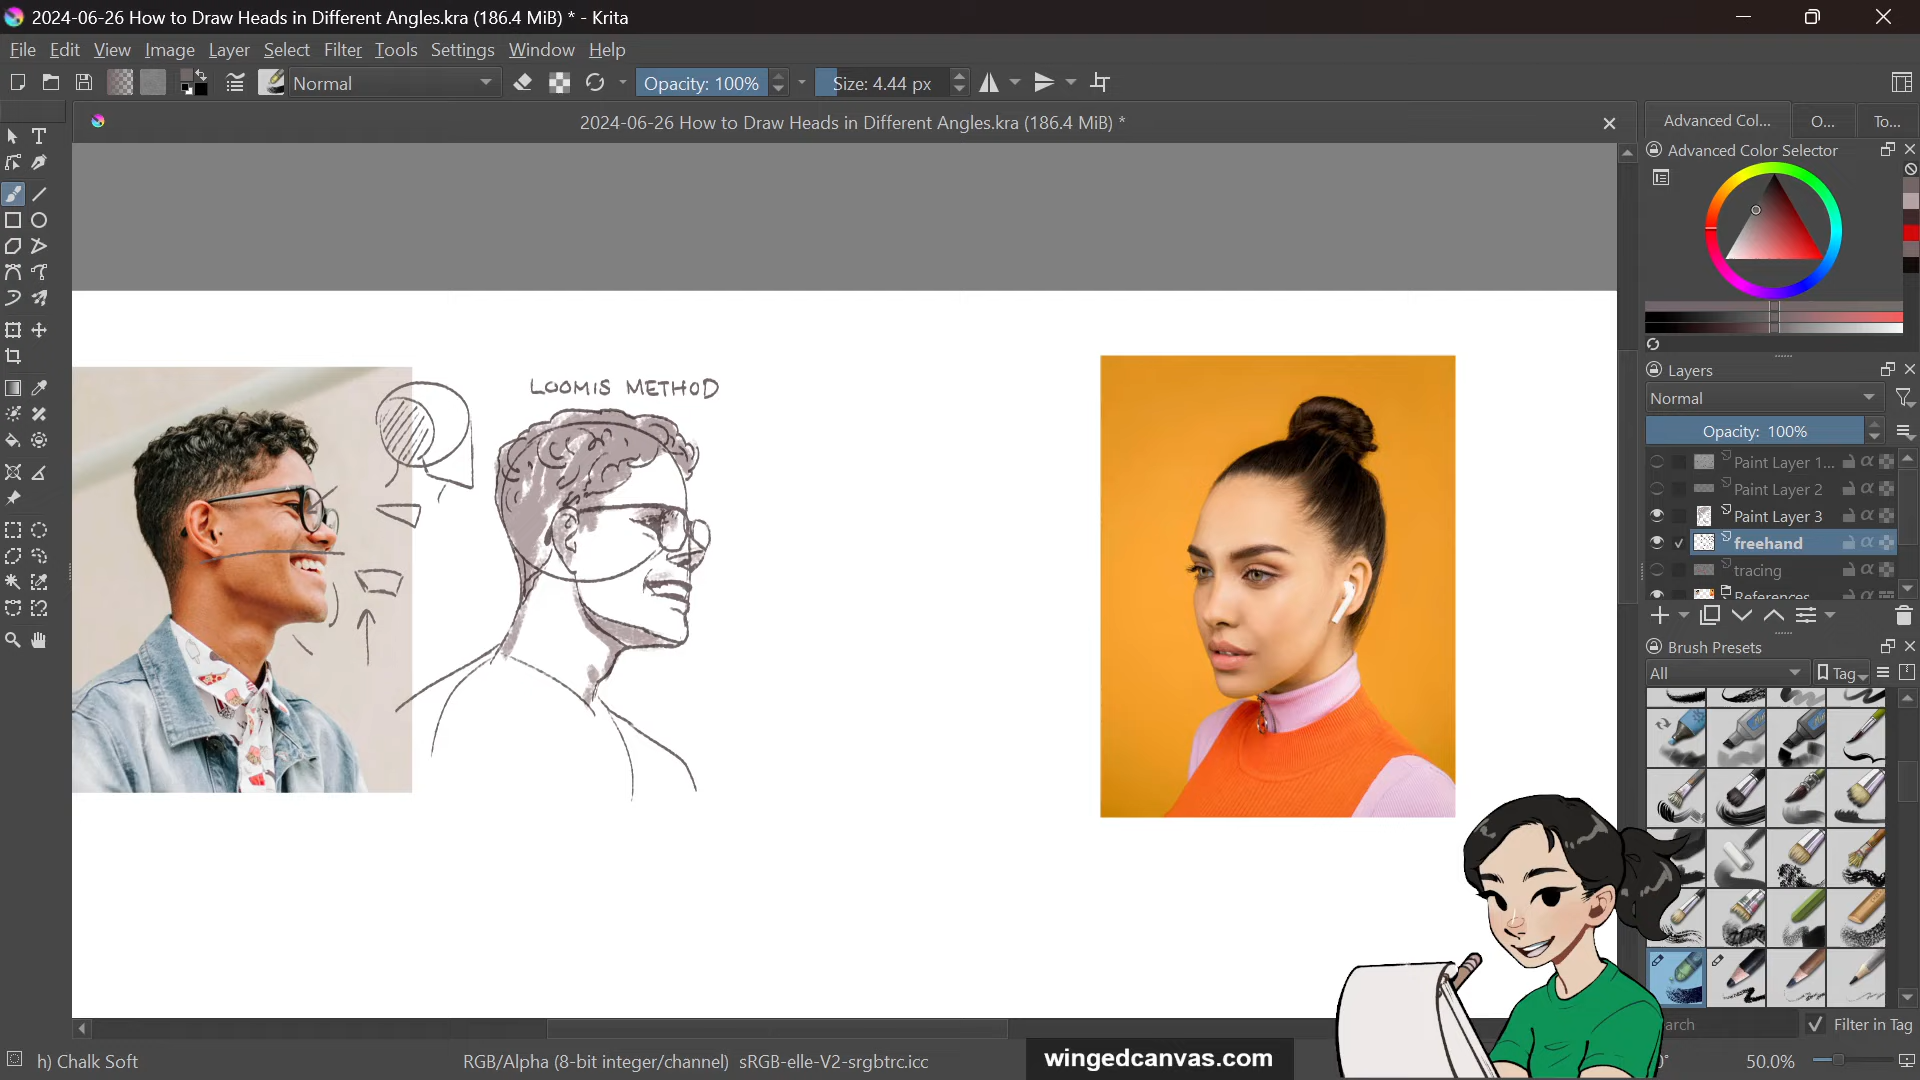 2024-06-26 How to Draw Heads in Different Angles.kra (186.4 MiB) * - Krita
File Edit View Image Layer Select Filter Tools Settings Window Help
Normal Opacity: 100% Size: 4.44 px
2024-06-26 How to Draw Heads in Different Angles.kra (186.4 MiB) *
Advanced Col... O... To...
Advanced Color Selector
LOOMIS METHOD
Layers
Normal
Opacity: 100%
Paint Layer 1...
Paint Layer 2
Paint Layer 3
freehand
tracing
References
Brush Presets
All Tag
Filter in Tag
h) Chalk Soft RGB/Alpha (8-bit integer/channel) sRGB-elle-V2-srgbtrc.icc
wingedcanvas.com
50.0%